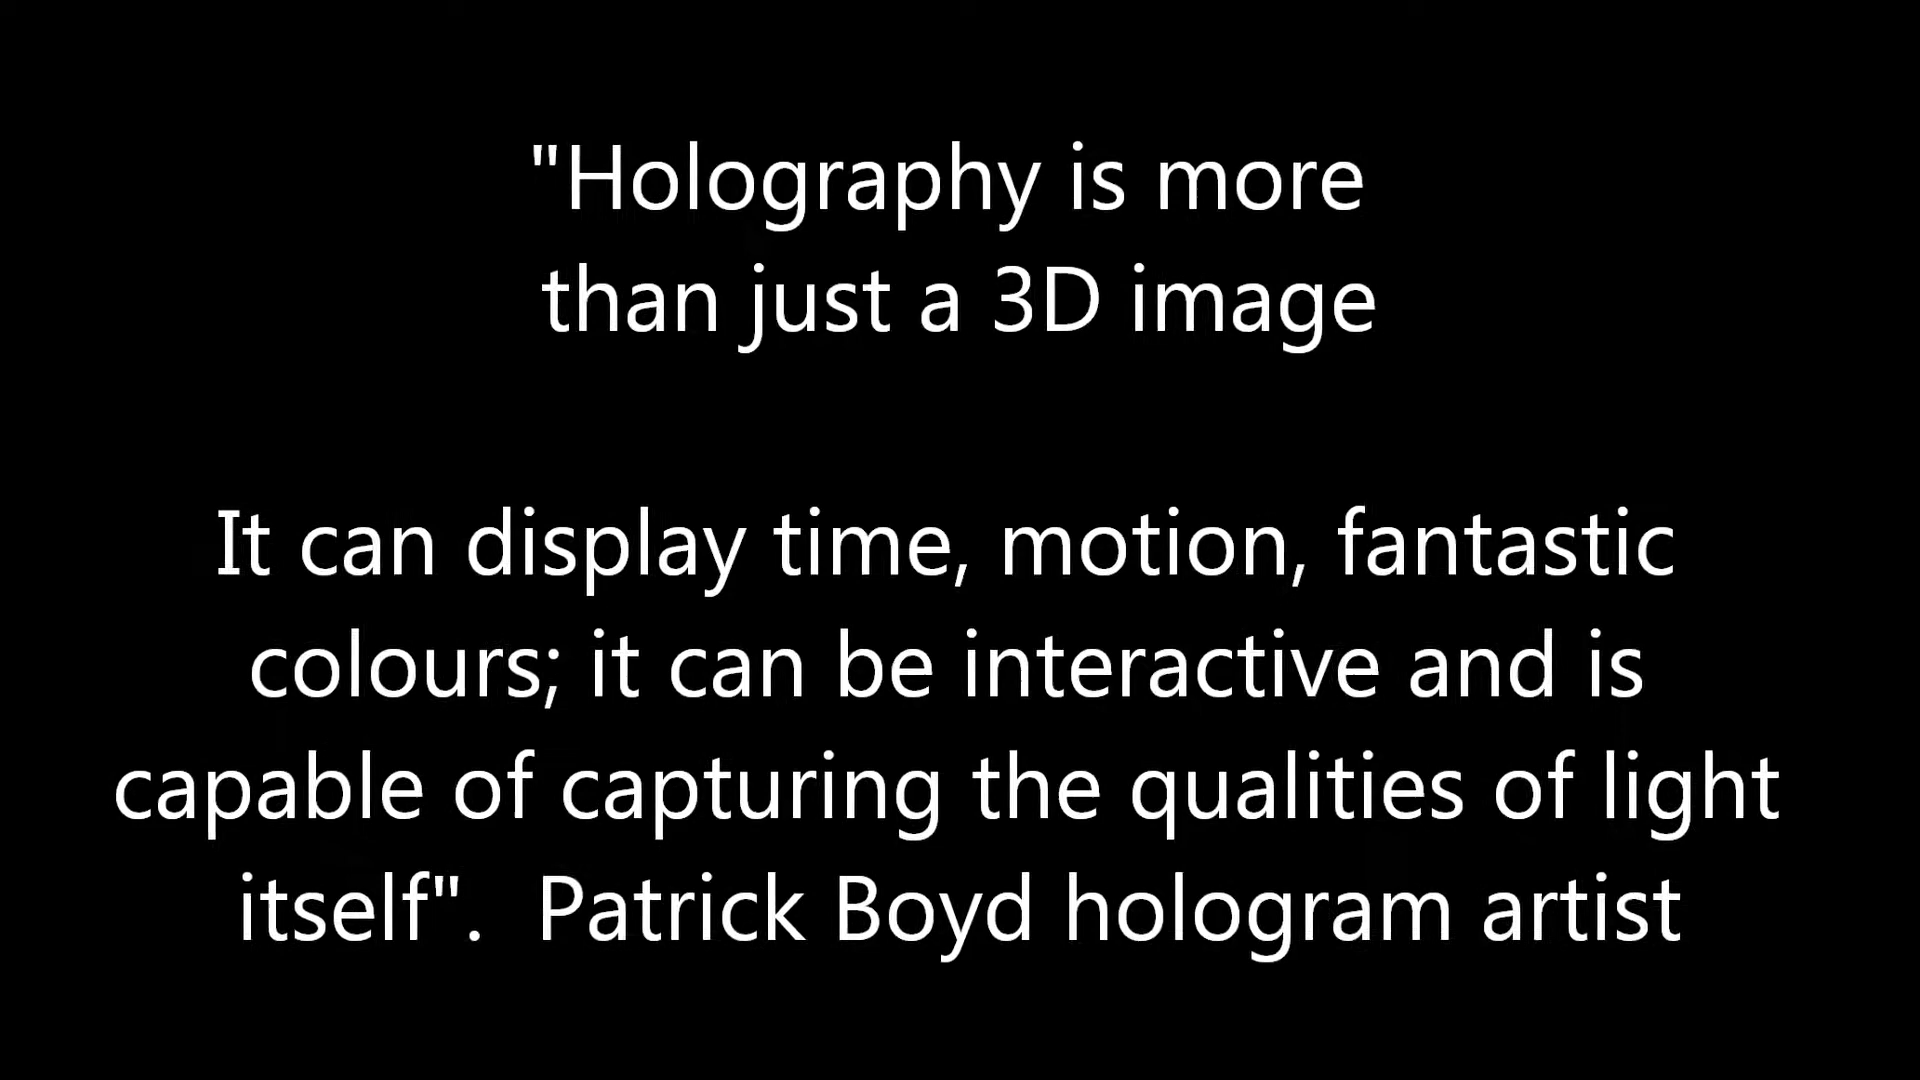 "Holography is more
than just a 3D image
It can display time, motion, fantastic
colours; it can be interactive and is
capable of capturing the qualities of light
itself".  Patrick Boyd hologram artist